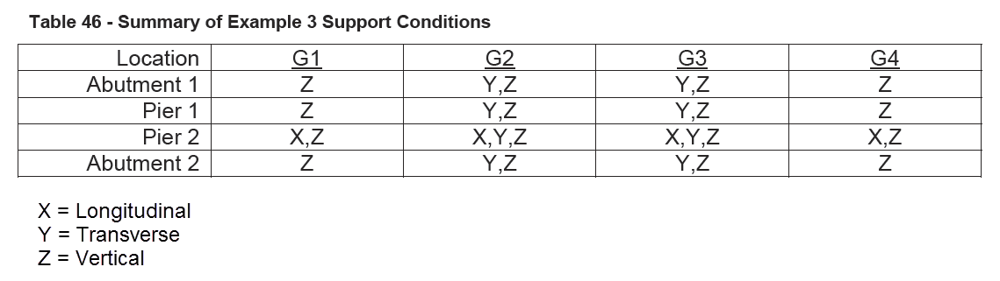 Table 46 - Summary of Example 3 Support Conditions
Location G1 G2 G3 G4
Abutment 1 Z Y,Z Y,Z Z
Pier 1 Z Y,Z Y,Z Z
Pier 2 X,Z X,Y,Z X,Y,Z X,Z
Abutment 2 Z Y,Z Y,Z Z
X = Longitudinal
Y = Transverse
Z = Vertical